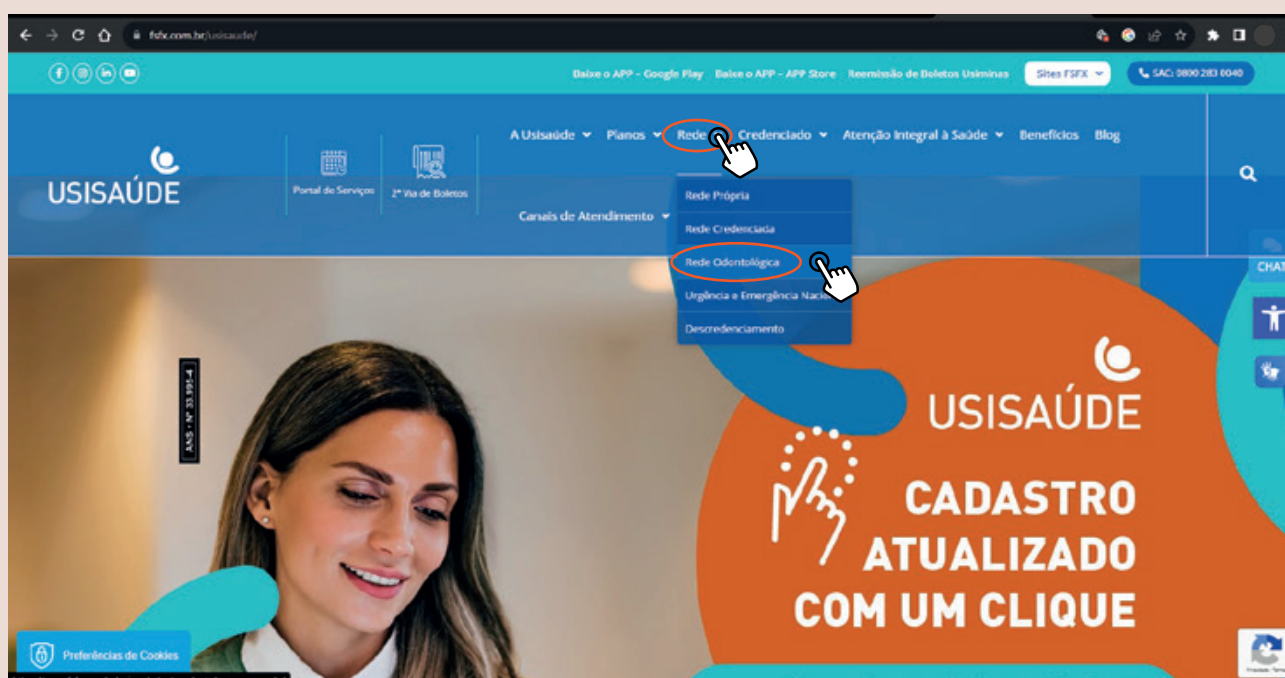 fsfx.com.br/usisaude/
Baixe o APP - Google Play Baixe o APP - APP Store Reemissão de Boletos Usiminas Sites FSFX SAC: 0800 283 0040
A Usisaúde Planos Rede Credenciado Atenção Integral à Saúde Benefícios Blog
USISAÚDE
Portal de Serviços
2ª Via de Boletos
Canais de Atendimento
Rede Própria
Rede Credenciada
Rede Odontológica
Urgência e Emergência
Descredenciamento
CHAT
ANS - Nº 33.995-4
USISAÚDE
CADASTRO
ATUALIZADO
COM UM CLIQUE
Preferências de Cookies